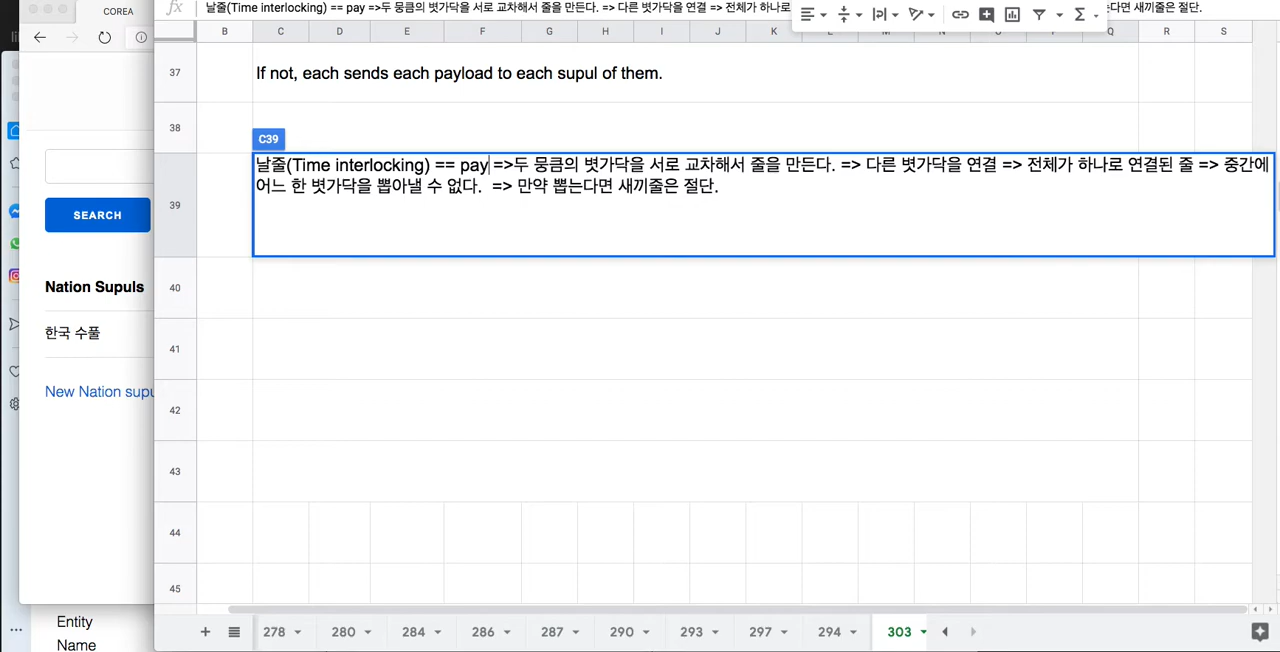 COREA
날줄(Time interlocking) == pay =>두 뭉큼의 볏가닥을 서로 교차해서 줄을 만든다. => 다른 볏가닥을 연결 => 전체가 하나로
는다면 새끼줄은 절단.
B C D E F G H I J K L M N O P Q R S
37 If not, each sends each payload to each supul of them.
38
C39
39 날줄(Time interlocking) == pay =>두 뭉큼의 볏가닥을 서로 교차해서 줄을 만든다. => 다른 볏가닥을 연결 => 전체가 하나로 연결된 줄 => 중간에
어느 한 볏가닥을 뽑아낼 수 없다. => 만약 뽑는다면 새끼줄은 절단.
40
41
42
43
44
45
SEARCH
Nation Supuls
한국 수풀
New Nation supu
Entity
Name
278 280 284 286 287 290 293 297 294 303